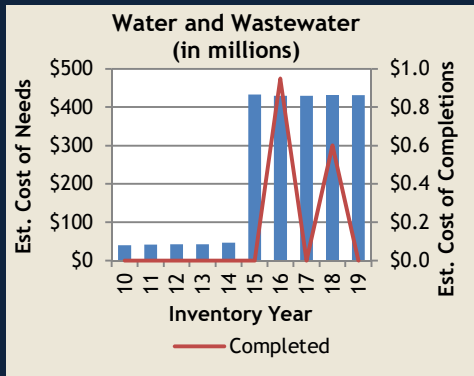 Water and Wastewater
(in millions)
Est. Cost of Needs
$500
$400
$300
$200
$100
$0
$1.0
$0.8
$0.6
$0.4
$0.2
$0.0
Est. Cost of Completions
10 11 12 13 14 15 16 17 18 19
Inventory Year
Completed